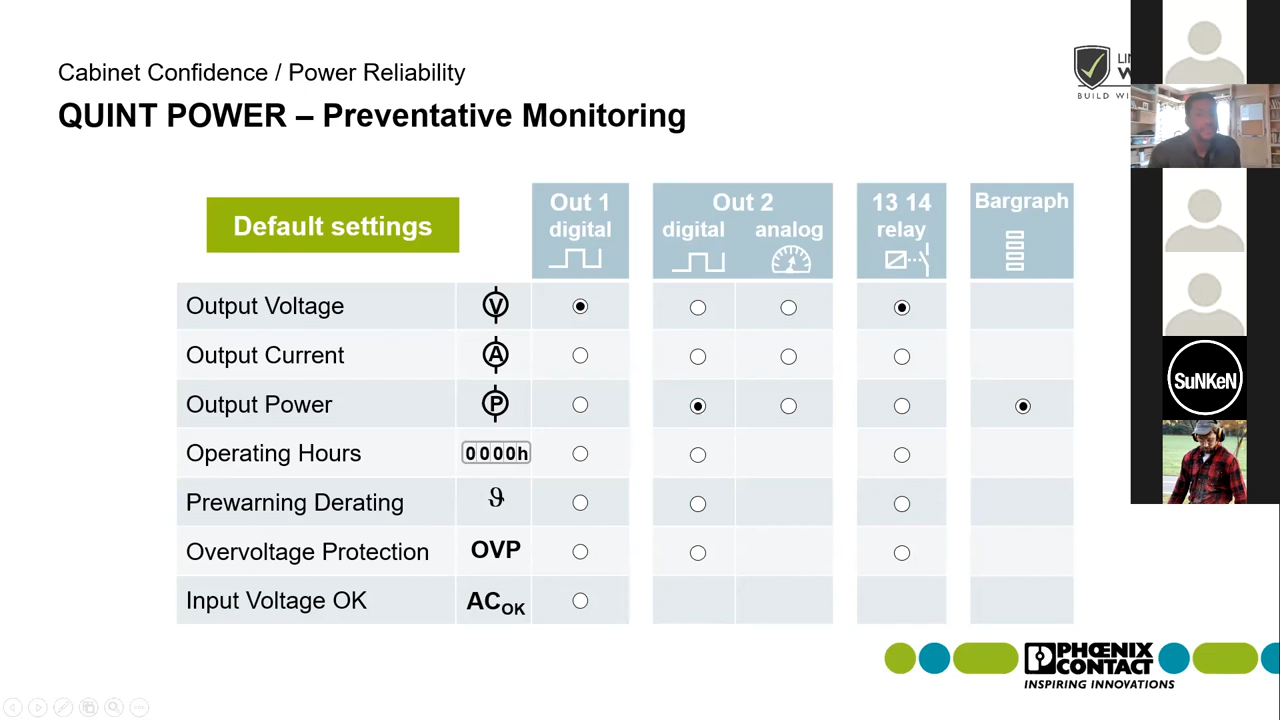 Cabinet Confidence / Power Reliability
QUINT POWER – Preventative Monitoring
BUILD WI
Default settings
Out 1
digital
Out 2
digital analog
13 14
relay
Bargraph
Output Voltage V
Output Current A
Output Power P
Operating Hours 0000h
Prewarning Derating ϑ
Overvoltage Protection OVP
Input Voltage OK AC OK
SuNKeN
PHŒNIX
CONTACT
INSPIRING INNOVATIONS